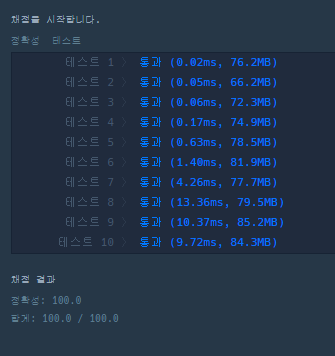 채점을 시작합니다.
정확성 테스트
테스트 1 〉 통과 (0.02ms, 76.2MB)
테스트 2 〉 통과 (0.05ms, 66.2MB)
테스트 3 〉 통과 (0.06ms, 72.3MB)
테스트 4 〉 통과 (0.17ms, 74.9MB)
테스트 5 〉 통과 (0.63ms, 78.5MB)
테스트 6 〉 통과 (1.40ms, 81.9MB)
테스트 7 〉 통과 (4.26ms, 77.7MB)
테스트 8 〉 통과 (13.36ms, 79.5MB)
테스트 9 〉 통과 (10.37ms, 85.2MB)
테스트 10 〉 통과 (9.72ms, 84.3MB)
채점 결과
정확성: 100.0
합계: 100.0 / 100.0